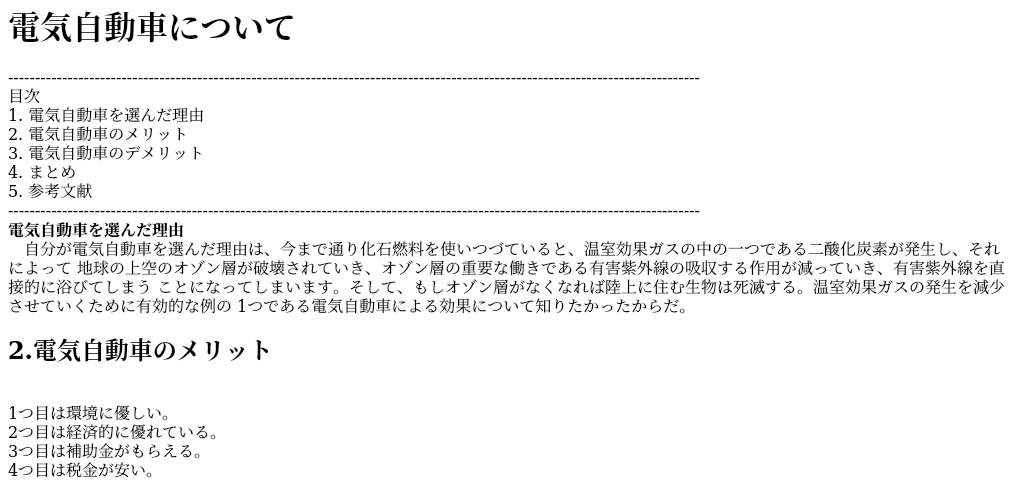 電気自動車について
--------------------------------------------------------------------------------------------------------------------------------
目次
1. 電気自動車を選んだ理由
2. 電気自動車のメリット
3. 電気自動車のデメリット
4. まとめ
5. 参考文献
--------------------------------------------------------------------------------------------------------------------------------
電気自動車を選んだ理由
　自分が電気自動車を選んだ理由は、今まで通り化石燃料を使いつづていると、温室効果ガスの中の一つである二酸化炭素が発生し、それ
によって 地球の上空のオゾン層が破壊されていき、オゾン層の重要な働きである有害紫外線の吸収する作用が減っていき、有害紫外線を直
接的に浴びてしまう ことになってしまいます。そして、もしオゾン層がなくなれば陸上に住む生物は死滅する。温室効果ガスの発生を減少
させていくために有効的な例の 1つである電気自動車による効果について知りたかったからだ。
2.電気自動車のメリット
1つ目は環境に優しい。
2つ目は経済的に優れている。
3つ目は補助金がもらえる。
4つ目は税金が安い。